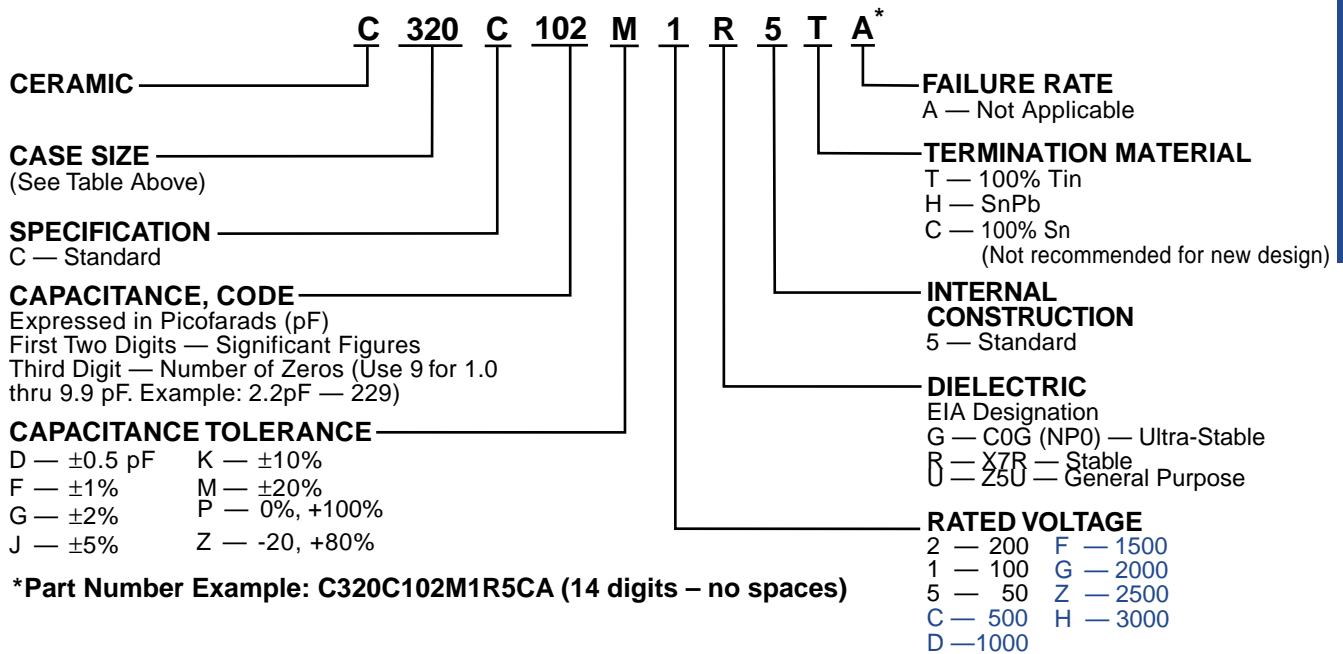 C 320 C 102 M 1 R 5 T A*
CERAMIC
CASE SIZE
(See Table Above)
SPECIFICATION
C — Standard
CAPACITANCE, CODE
Expressed in Picofarads (pF)
First Two Digits — Significant Figures
Third Digit — Number of Zeros (Use 9 for 1.0
thru 9.9 pF. Example: 2.2pF — 229)
CAPACITANCE TOLERANCE
D — ±0.5 pF K — ±10%
F — ±1% M — ±20%
G — ±2% P — 0%, +100%
J — ±5% Z — -20, +80%
*Part Number Example: C320C102M1R5CA (14 digits – no spaces)
FAILURE RATE
A — Not Applicable
TERMINATION MATERIAL
T — 100% Tin
H — SnPb
C — 100% Sn
(Not recommended for new design)
INTERNAL
CONSTRUCTION
5 — Standard
DIELECTRIC
EIA Designation
G — C0G (NP0) — Ultra-Stable
R — X7R — Stable
U — Z5U — General Purpose
RATED VOLTAGE
2 — 200 F — 1500
1 — 100 G — 2000
5 — 50 Z — 2500
C — 500 H — 3000
D —1000